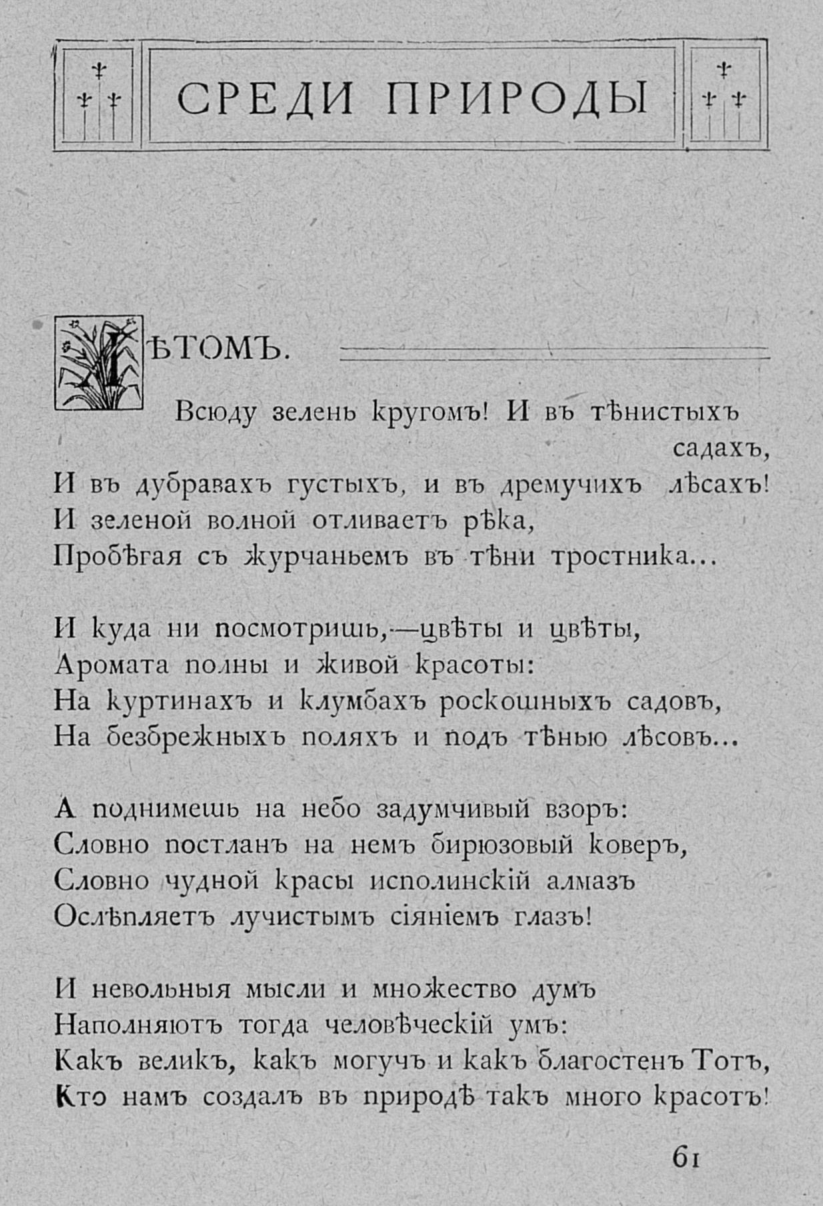 СРЕДИ ПРИРОДЫ
ЛѢТОМЪ.
Всюду зелень кругомъ! И въ тѣнистыхъ
садахъ,
И въ дубравахъ густыхъ, и въ дремучихъ лѣсахъ!
И зеленой волной отливаетъ рѣка,
Пробѣгая съ журчаньемъ въ тѣни тростника...
И куда ни посмотришь,—цвѣты и цвѣты,
Аромата полны и живой красоты:
На куртинахъ и клумбахъ роскошныхъ садовъ,
На безбрежныхъ поляхъ и подъ тѣнью лѣсовъ...
А поднимешь на небо задумчивый взоръ:
Словно постланъ на немъ бирюзовый коверъ,
Словно чудной красы исполинскій алмазъ
Ослѣпляетъ лучистымъ сіяніемъ глазъ!
И невольныя мысли и множество думъ
Наполняютъ тогда человѣческій умъ:
Какъ великъ, какъ могучъ и какъ благостенъ Тотъ,
Кто намъ создалъ въ природѣ такъ много красотъ!
61